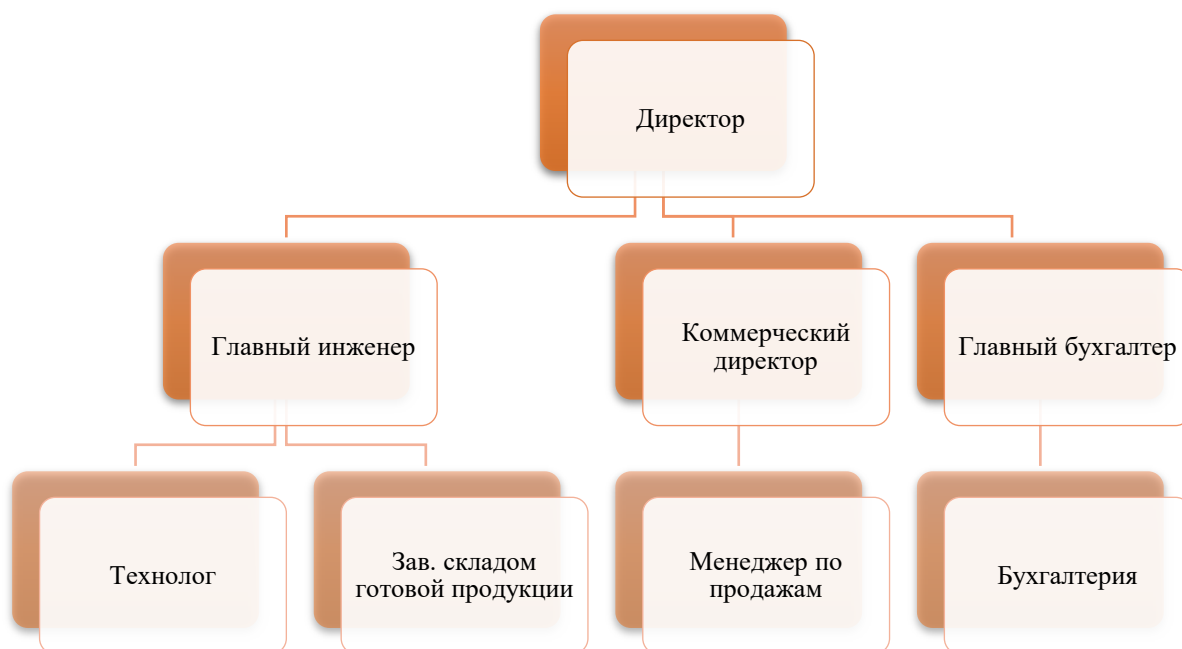 Директор
Главный инженер
Коммерческий
директор
Главный бухгалтер
Технолог
Зав. складом
готовой продукции
Менеджер по
продажам
Бухгалтерия